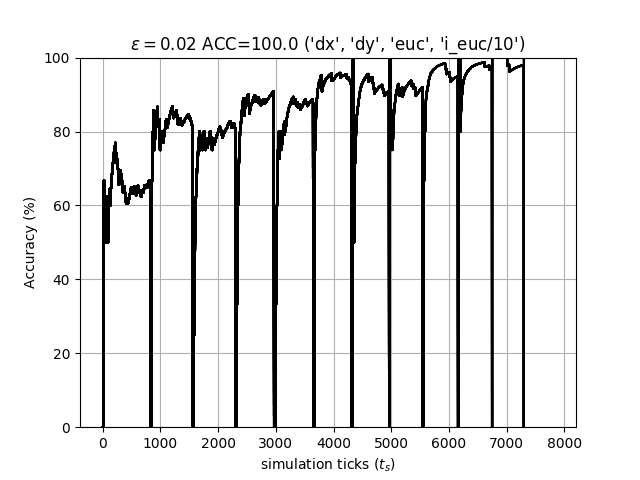 ε = 0.02 ACC=100.0 ('dx', 'dy', 'euc', 'i_euc/10')
100
80
60
40
20
0
Accuracy (%)
0 1000 2000 3000 4000 5000 6000 7000 8000
simulation ticks (tₛ)